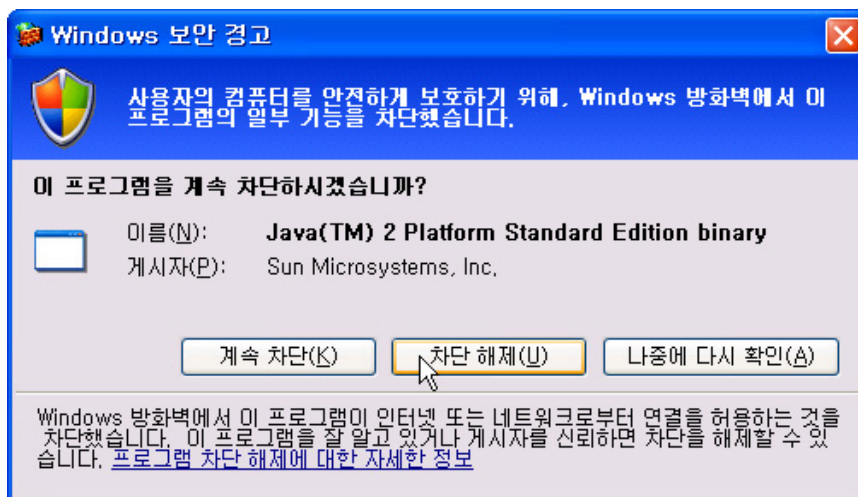 Windows 보안 경고
사용자의 컴퓨터를 안전하게 보호하기 위해, Windows 방화벽에서 이
프로그램의 일부 기능을 차단했습니다.
이 프로그램을 계속 차단하시겠습니까?
이름(N): Java(TM) 2 Platform Standard Edition binary
게시자(P): Sun Microsystems, Inc.
계속 차단(K) 차단 해제(U) 나중에 다시 확인(A)
Windows 방화벽에서 이 프로그램이 인터넷 또는 네트워크로부터 연결을 허용하는 것을
차단했습니다. 이 프로그램을 잘 알고 있거나 게시자를 신뢰하면 차단을 해제할 수 있
습니다. 프로그램 차단 해제에 대한 자세한 정보